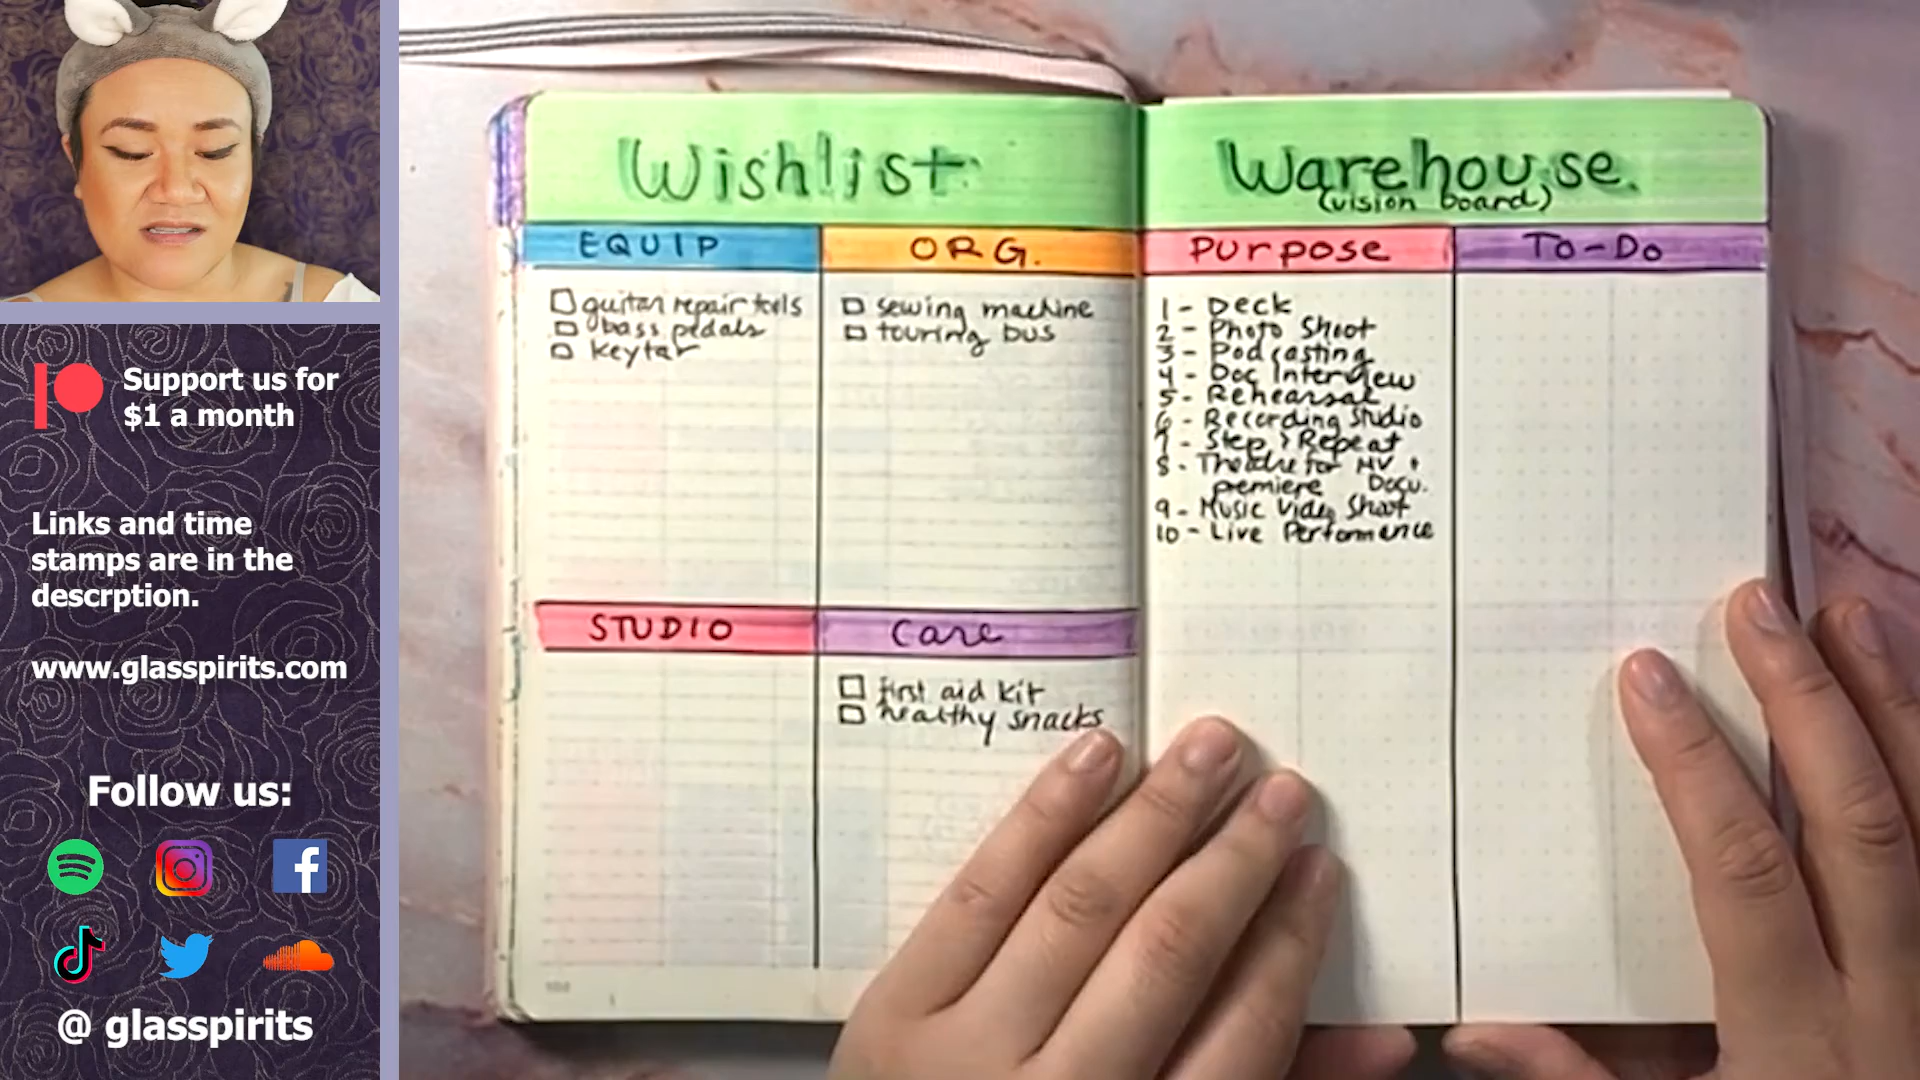 Support us for
$1 a month
Links and time
stamps are in the
descrption.
www.glasspirits.com
Follow us:
@ glasspirits
Wishlist
EQUIP
guitar repair tools
bass pedals
keytar
ORG.
sewing machine
touring bus
STUDIO
Care
first aid kit
healthy snacks
Warehouse
(vision board)
Purpose
1 - Deck
2 - Photo Shoot
3 - Podcasting
4 - Doc Interview
5 - Rehearsal
6 - Recording Studio
7 - Step & Repeat
8 - Theatre for MV +
premiere Docu.
9 - Music Video Shoot
10 - Live Performance
To-Do